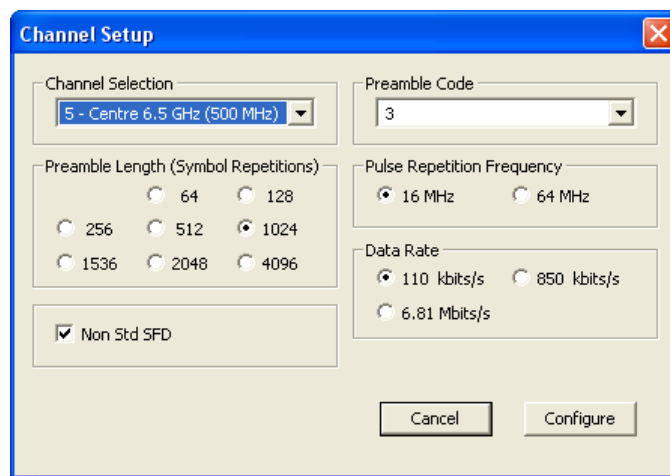 Channel Setup
Channel Selection
5 - Centre 6.5 GHz (500 MHz)
Preamble Code
3
Preamble Length (Symbol Repetitions)
64
128
256
512
1024
1536
2048
4096
Pulse Repetition Frequency
16 MHz
64 MHz
Data Rate
110 kbits/s
850 kbits/s
6.81 Mbits/s
Non Std SFD
Cancel
Configure